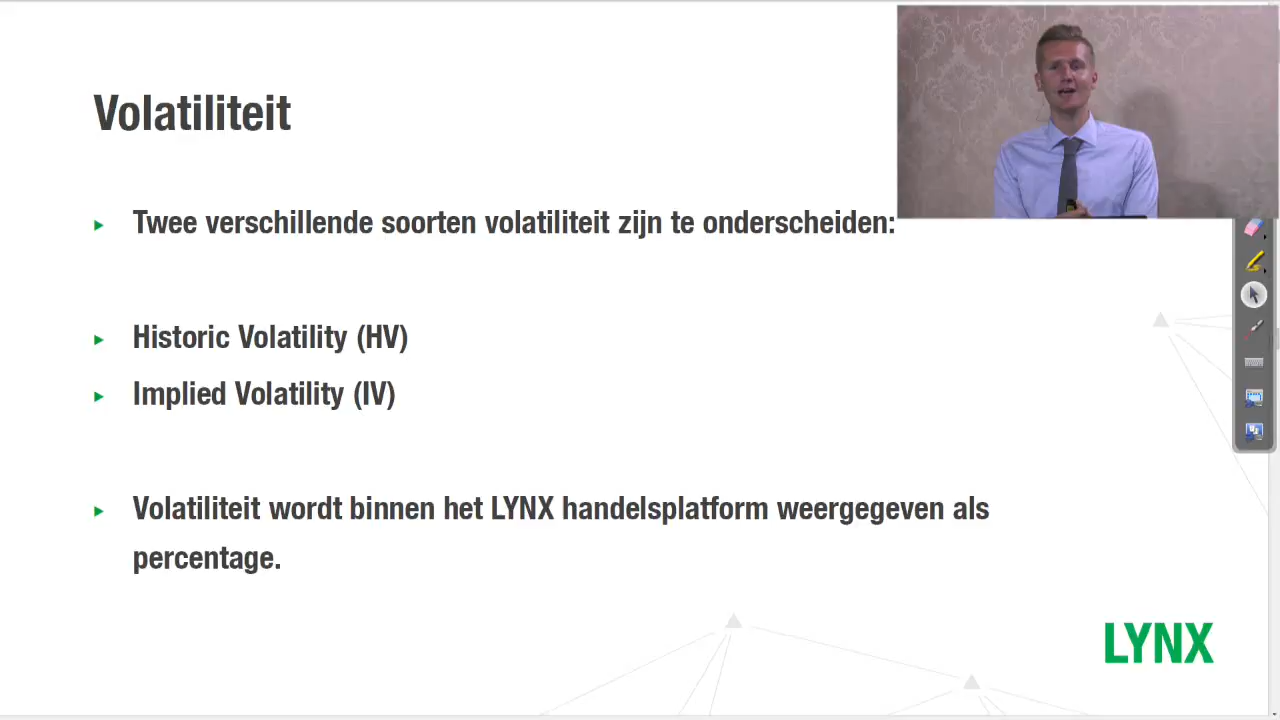 Volatiliteit
Twee verschillende soorten volatiliteit zijn te onderscheiden:
Historic Volatility (HV)
Implied Volatility (IV)
Volatiliteit wordt binnen het LYNX handelsplatform weergegeven als
percentage.
LYNX